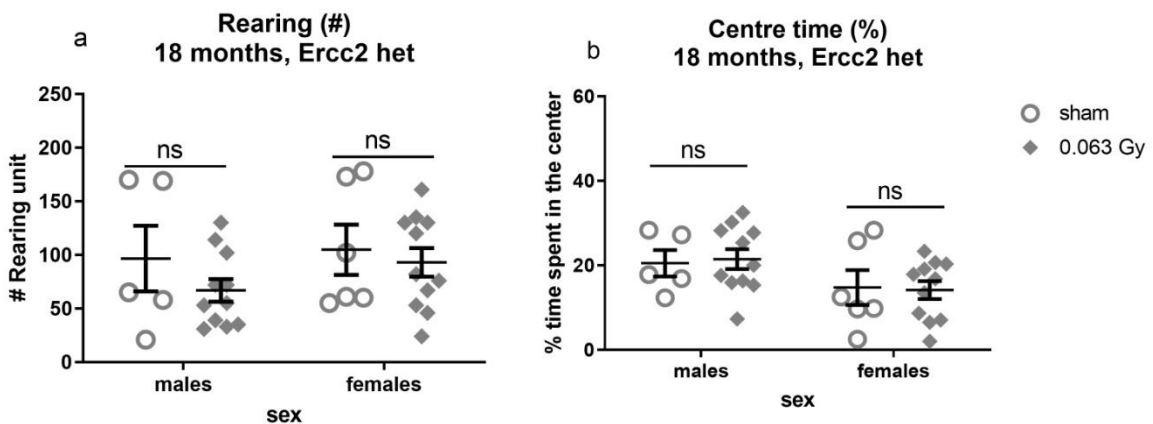 a
Rearing (#)
18 months, Ercc2 het
# Rearing unit
250
200
150
100
50
0
ns
ns
males
females
sex
b
Centre time (%)
18 months, Ercc2 het
% time spent in the center
60
40
20
0
ns
ns
males
females
sex
sham
0.063 Gy